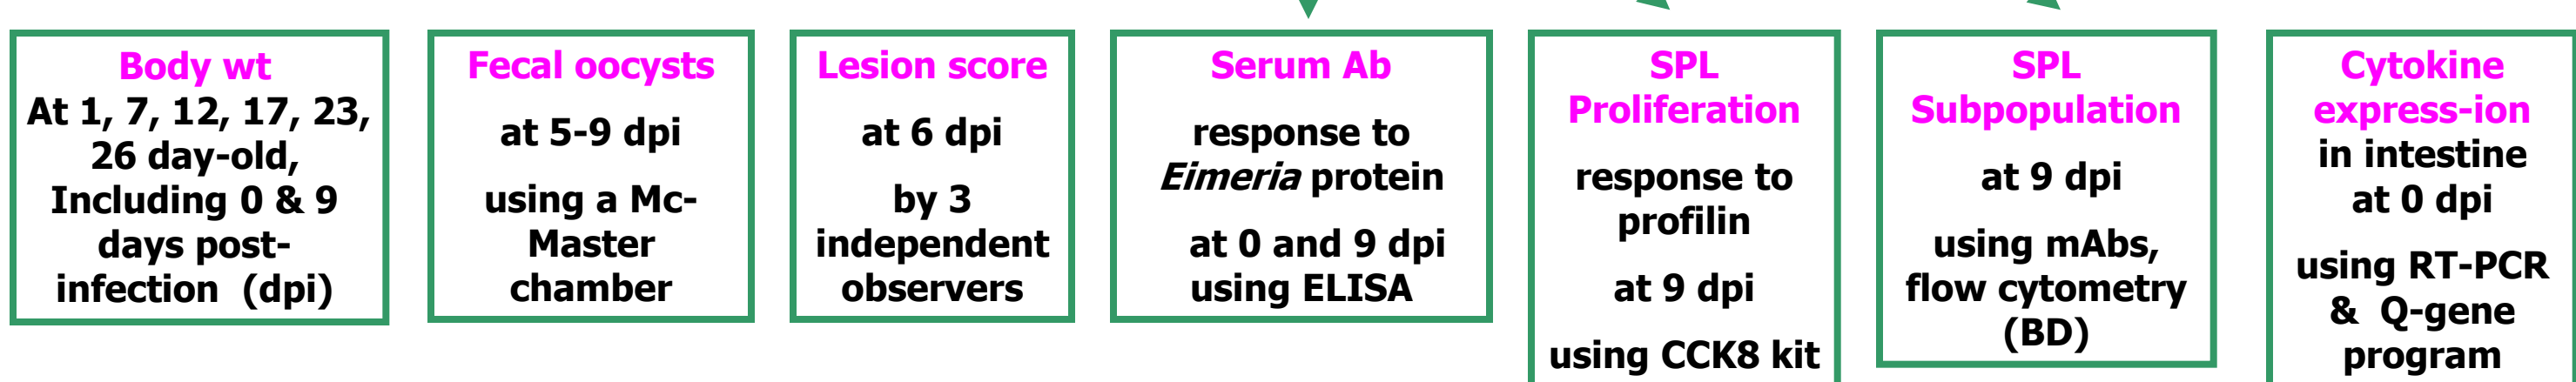 Body wt
At 1, 7, 12, 17, 23,
26 day-old,
Including 0 & 9
days post-
infection (dpi)
Fecal oocysts
at 5-9 dpi
using a Mc-
Master
chamber
Lesion score
at 6 dpi
by 3
independent
observers
Serum Ab
response to
Eimeria protein
at 0 and 9 dpi
using ELISA
SPL
Proliferation
response to
profilin
at 9 dpi
using CCK8 kit
SPL
Subpopulation
at 9 dpi
using mAbs,
flow cytometry
(BD)
Cytokine
express-ion
in intestine
at 0 dpi
using RT-PCR
& Q-gene
program